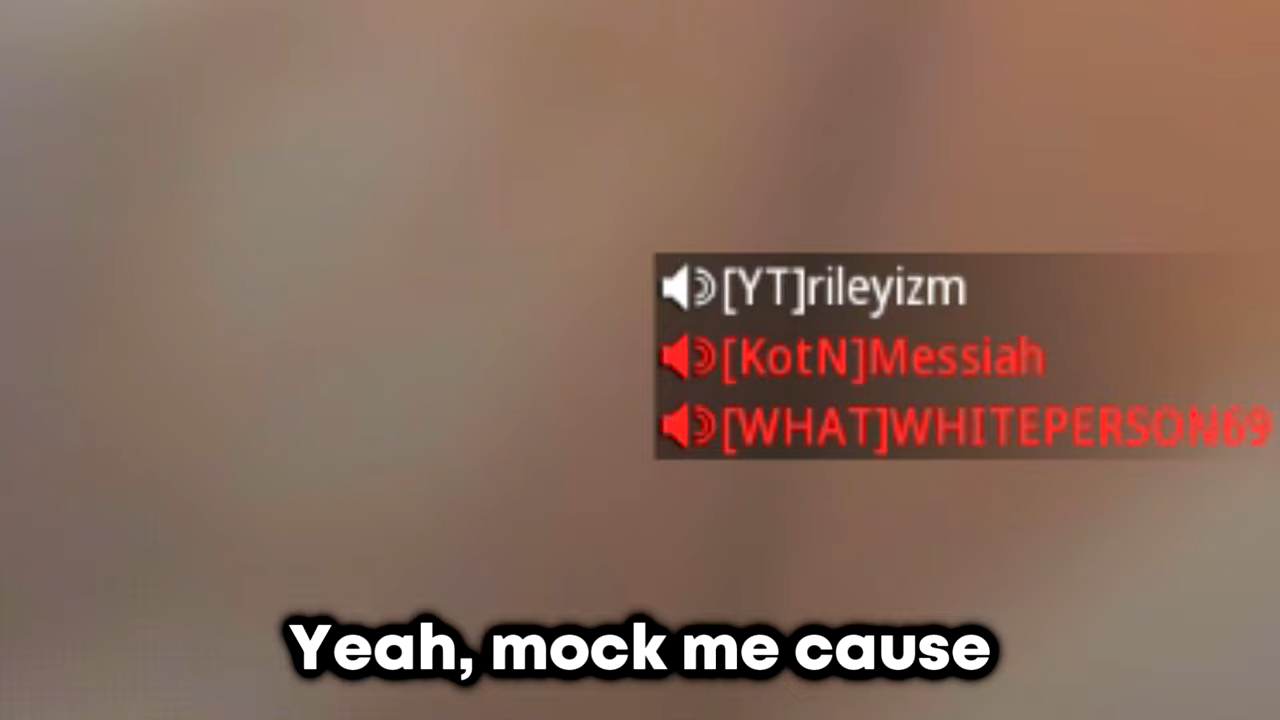 [YT]rileyizm
[KotN]Messiah
[WHAT]WHITEPERSON69
Yeah, mock me cause